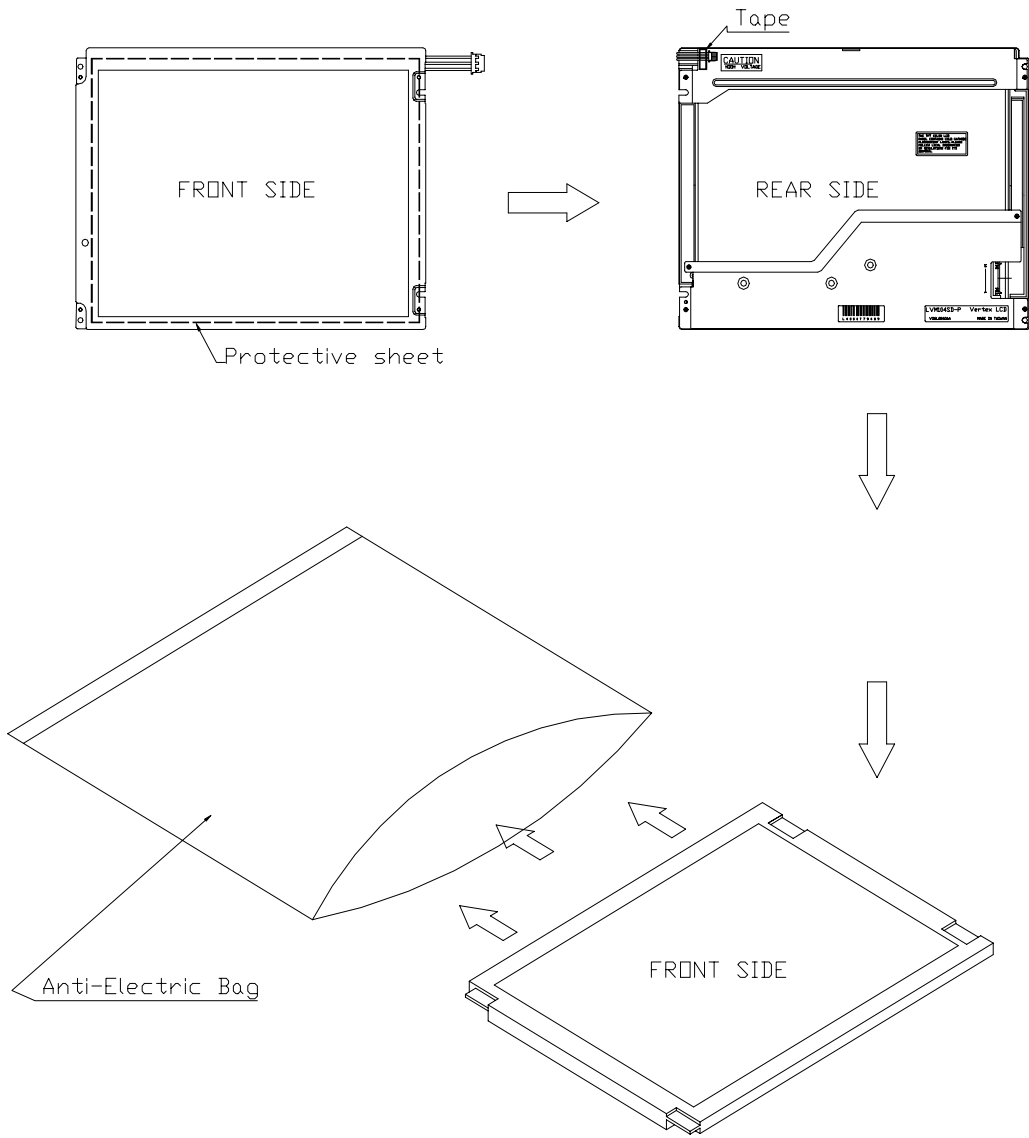 Tape
CAUTION
HIGH VOLTAGE
FRONT SIDE
REAR SIDE
LVM104SD-P Vertex LCD
MADE IN TAIWAN
Protective sheet
FRONT SIDE
Anti-Electric Bag